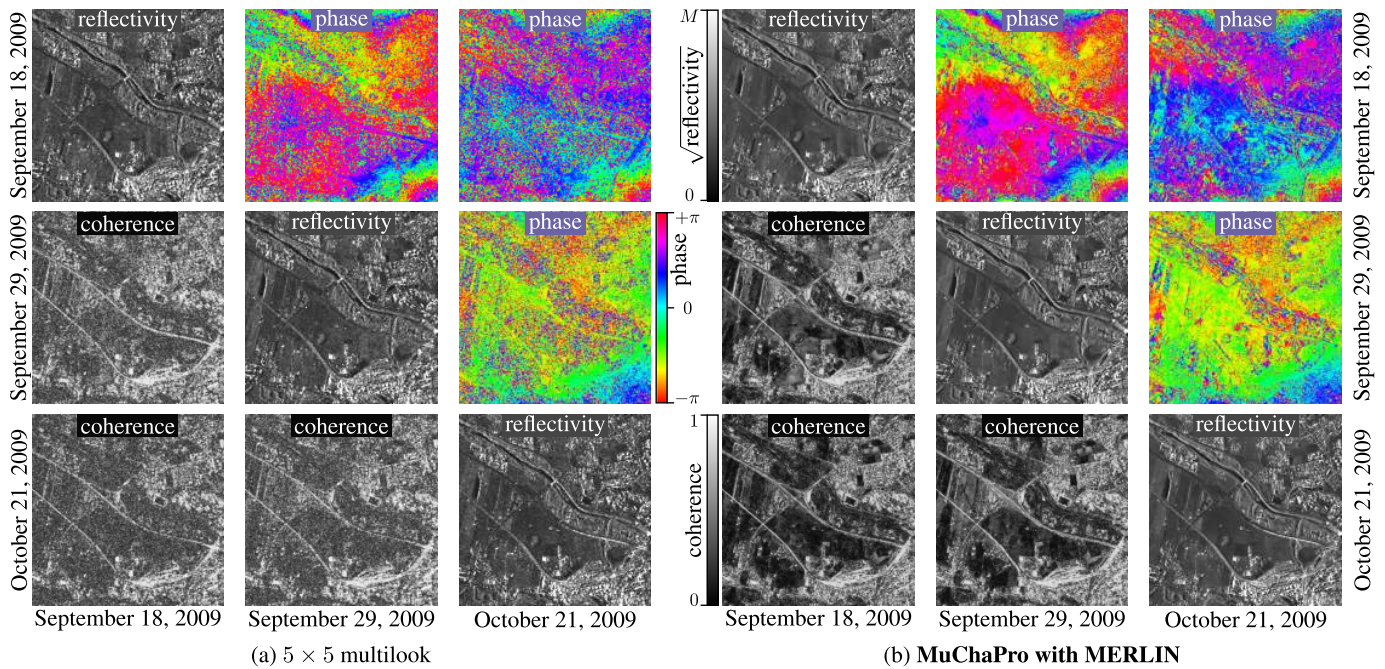 September 18, 2009
reflectivity
phase
phase
M
√reflectivity
0
reflectivity
phase
phase
September 18, 2009
September 29, 2009
coherence
reflectivity
phase
+π
phase
0
−π
coherence
reflectivity
phase
September 29, 2009
October 21, 2009
coherence
coherence
reflectivity
1
coherence
0
coherence
coherence
reflectivity
October 21, 2009
September 18, 2009
September 29, 2009
October 21, 2009
September 18, 2009
September 29, 2009
October 21, 2009
(a) 5 × 5 multilook
(b) MuChaPro with MERLIN